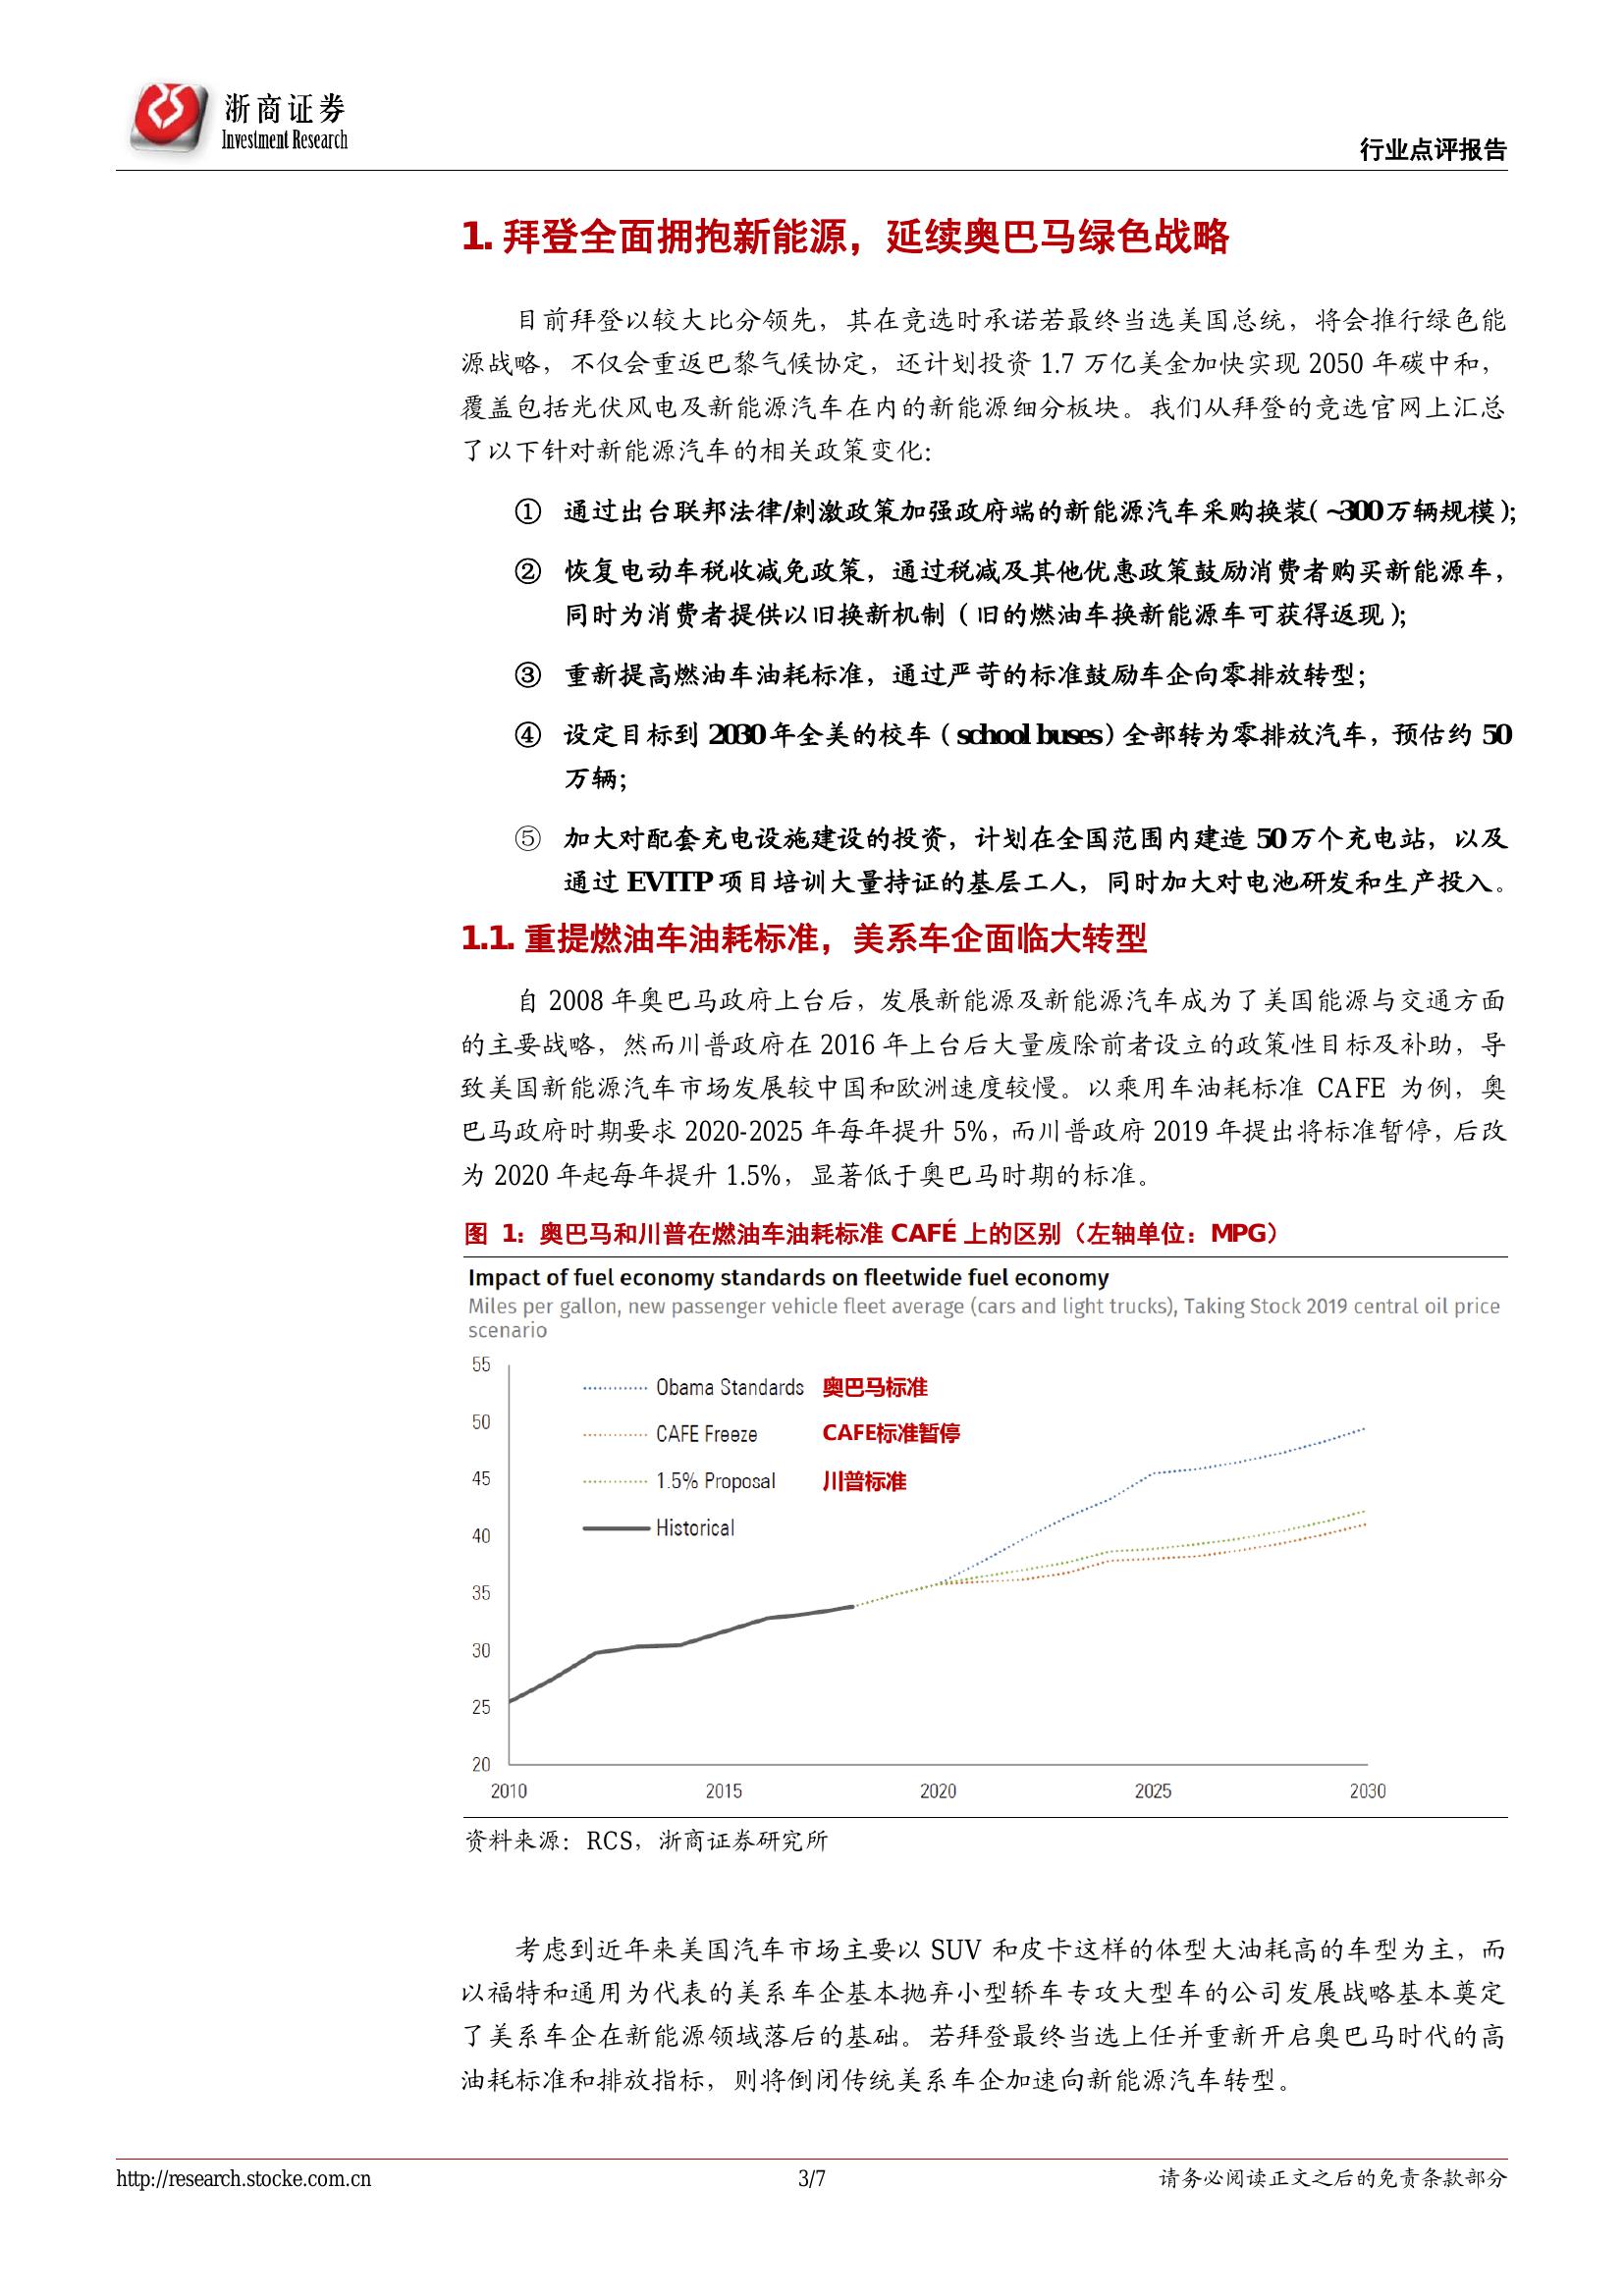 浙商证券
Investment Research
行业点评报告
1. 拜登全面拥抱新能源，延续奥巴马绿色战略
目前拜登以较大比分领先，其在竞选时承诺若最终当选美国总统，将会推行绿色能
源战略，不仅会重返巴黎气候协定，还计划投资 1.7 万亿美金加快实现 2050 年碳中和，
覆盖包括光伏风电及新能源汽车在内的新能源细分板块。我们从拜登的竞选官网上汇总
了以下针对新能源汽车的相关政策变化：
① 通过出台联邦法律/刺激政策加强政府端的新能源汽车采购换装（~300万辆规模）；
② 恢复电动车税收减免政策，通过税减及其他优惠政策鼓励消费者购买新能源车，
同时为消费者提供以旧换新机制（旧的燃油车换新能源车可获得返现）；
③ 重新提高燃油车油耗标准，通过严苛的标准鼓励车企向零排放转型；
④ 设定目标到 2030 年全美的校车（school buses）全部转为零排放汽车，预估约 50
万辆；
⑤ 加大对配套充电设施建设的投资，计划在全国范围内建造 50 万个充电站，以及
通过 EVITP 项目培训大量持证的基层工人，同时加大对电池研发和生产投入。
1.1. 重提燃油车油耗标准，美系车企面临大转型
自 2008 年奥巴马政府上台后，发展新能源及新能源汽车成为了美国能源与交通方面
的主要战略，然而川普政府在 2016 年上台后大量废除前者设立的政策性目标及补助，导
致美国新能源汽车市场发展较中国和欧洲速度较慢。以乘用车油耗标准 CAFE 为例，奥
巴马政府时期要求 2020-2025 年每年提升 5%，而川普政府 2019 年提出将标准暂停，后改
为 2020 年起每年提升 1.5%，显著低于奥巴马时期的标准。
图 1：奥巴马和川普在燃油车油耗标准 CAFÉ 上的区别（左轴单位：MPG）
Impact of fuel economy standards on fleetwide fuel economy
Miles per gallon, new passenger vehicle fleet average (cars and light trucks), Taking Stock 2019 central oil price
scenario
55
Obama Standards 奥巴马标准
50
CAFE Freeze CAFE标准暂停
45
1.5% Proposal 川普标准
40
Historical
35
30
25
20
2010 2015 2020 2025 2030
资料来源：RCS，浙商证券研究所
考虑到近年来美国汽车市场主要以 SUV 和皮卡这样的体型大油耗高的车型为主，而
以福特和通用为代表的美系车企基本抛弃小型轿车专攻大型车的公司发展战略基本奠定
了美系车企在新能源领域落后的基础。若拜登最终当选上任并重新开启奥巴马时代的高
油耗标准和排放指标，则将倒闭传统美系车企加速向新能源汽车转型。
http://research.stocke.com.cn 3/7 请务必阅读正文之后的免责条款部分